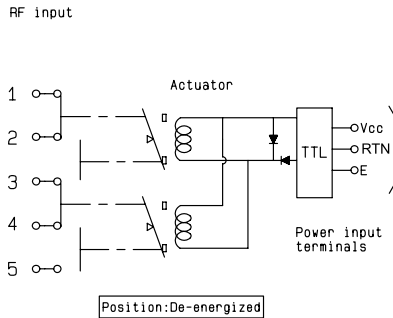 RF input
Actuator
1
2
3
4
5
TTL
Vcc
RTN
E
Power input
terminals
Position:De-energized